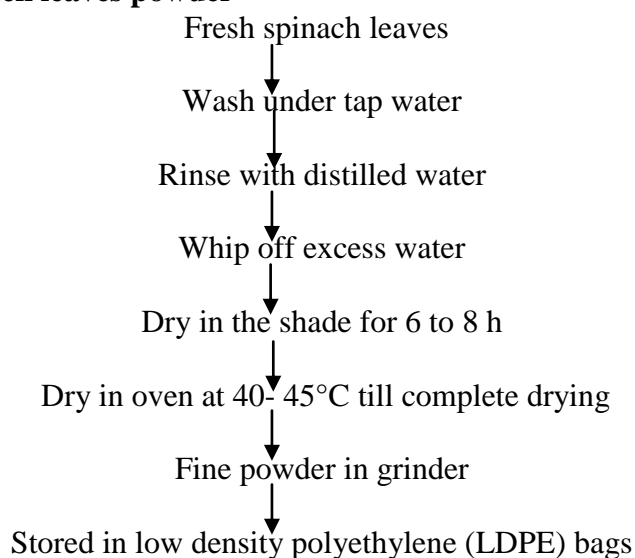 leaves powder
Fresh spinach leaves
Wash under tap water
Rinse with distilled water
Whip off excess water
Dry in the shade for 6 to 8 h
Dry in oven at 40- 45°C till complete drying
Fine powder in grinder
Stored in low density polyethylene (LDPE) bags